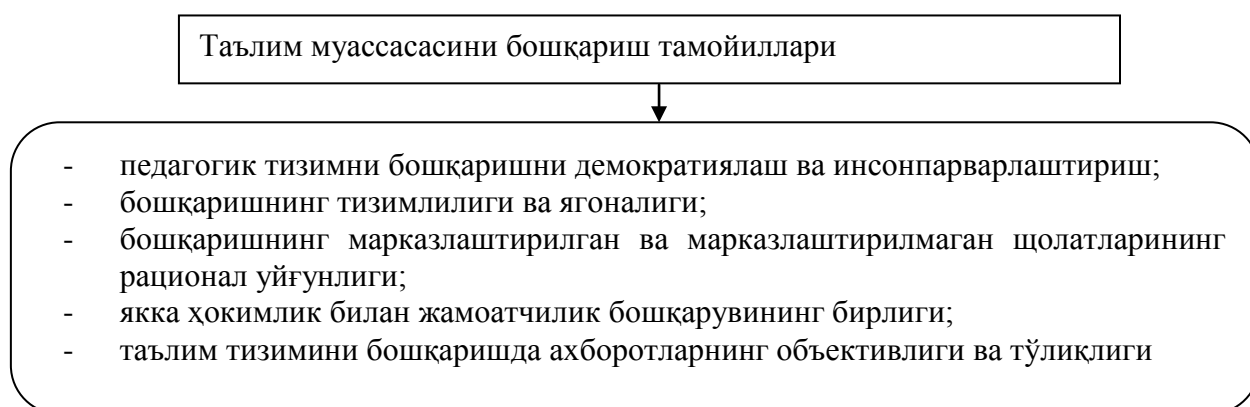 Таълим муассасасини бошқариш тамойиллари
- педагогик тизимни бошқаришни демократиялаш ва инсонпарварлаштириш;
- бошқаришнинг тизимлилиги ва ягоналиги;
- бошқаришнинг марказлаштирилган ва марказлаштирилмаган щолатларининг
рационал уйғунлиги;
- якка ҳокимлик билан жамоатчилик бошқарувининг бирлиги;
- таълим тизимини бошқаришда ахборотларнинг объективлиги ва тўлиқлиги